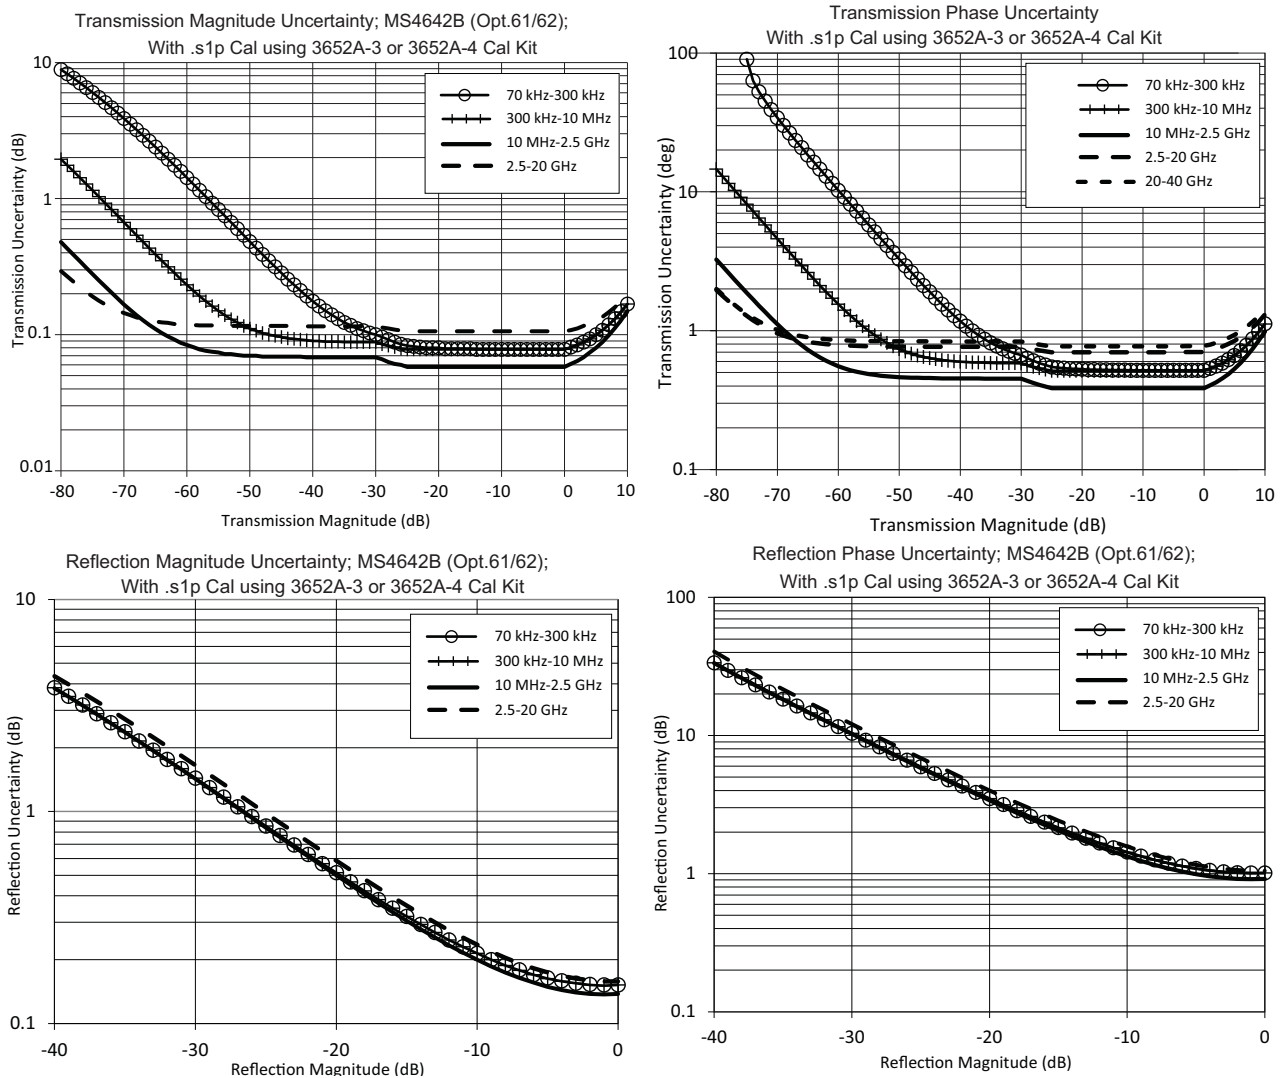 Transmission Magnitude Uncertainty; MS4642B (Opt.61/62);
With .s1p Cal using 3652A-3 or 3652A-4 Cal Kit
10
1
0.1
0.01
Transmission Uncertainty (dB)
70 kHz-300 kHz
300 kHz-10 MHz
10 MHz-2.5 GHz
2.5-20 GHz
-80 -70 -60 -50 -40 -30 -20 -10 0 10
Transmission Magnitude (dB)
Transmission Phase Uncertainty
With .s1p Cal using 3652A-3 or 3652A-4 Cal Kit
100
10
1
0.1
Transmission Uncertainty (deg)
70 kHz-300 kHz
300 kHz-10 MHz
10 MHz-2.5 GHz
2.5-20 GHz
20-40 GHz
-80 -70 -60 -50 -40 -30 -20 -10 0 10
Transmission Magnitude (dB)
Reflection Magnitude Uncertainty; MS4642B (Opt.61/62);
With .s1p Cal using 3652A-3 or 3652A-4 Cal Kit
10
1
0.1
Reflection Uncertainty (dB)
70 kHz-300 kHz
300 kHz-10 MHz
10 MHz-2.5 GHz
2.5-20 GHz
-40 -30 -20 -10 0
Reflection Magnitude (dB)
Reflection Phase Uncertainty; MS4642B (Opt.61/62);
With .s1p Cal using 3652A-3 or 3652A-4 Cal Kit
100
10
1
0.1
Reflection Uncertainty (dB)
70 kHz-300 kHz
300 kHz-10 MHz
10 MHz-2.5 GHz
2.5-20 GHz
-40 -30 -20 -10 0
Reflection Magnitude (dB)